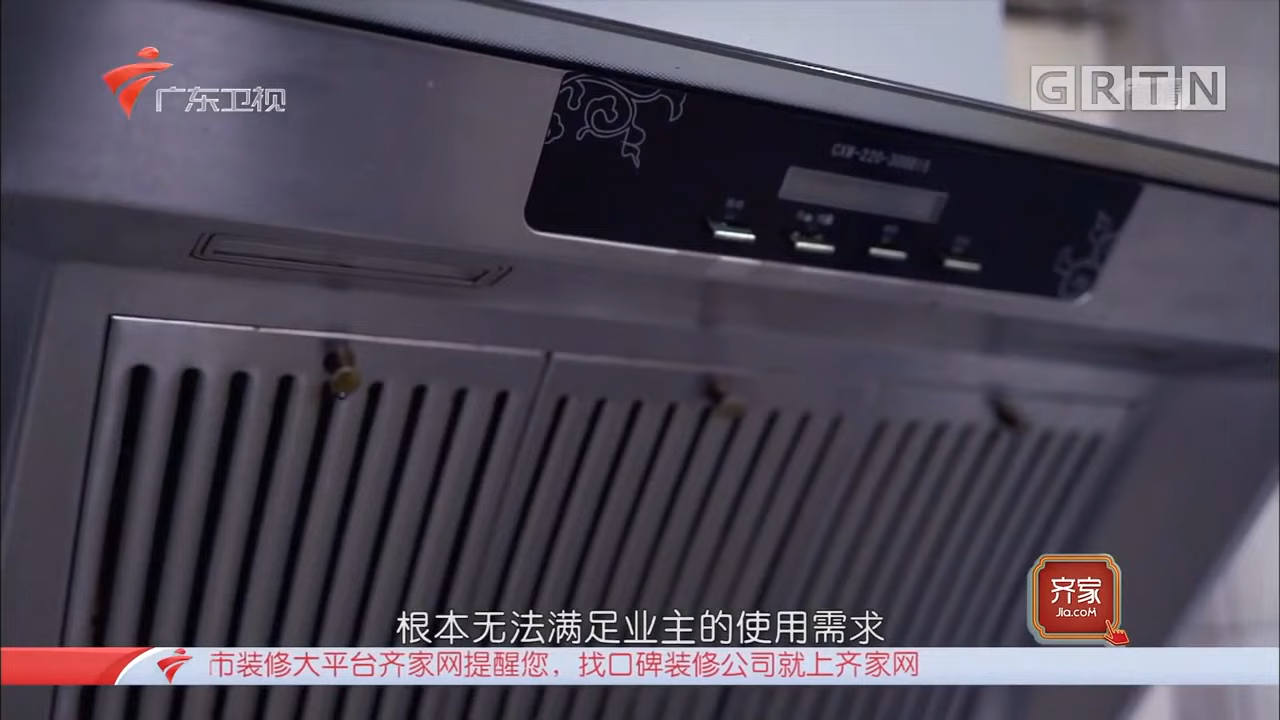 广东卫视
GRTN
根本无法满足业主的使用需求
齐家
Jia.COM
市装修大平台齐家网提醒您，找口碑装修公司就上齐家网